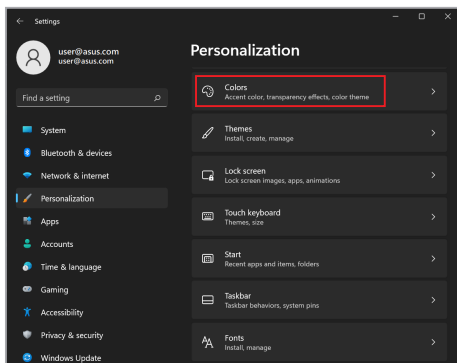 Settings
user@asus.com
user@asus.com
Find a setting
System
Bluetooth & devices
Network & internet
Personalization
Apps
Accounts
Time & language
Gaming
Accessibility
Privacy & security
Windows Update
Personalization
Colors
Accent color, transparency effects, color theme
Themes
Install, create, manage
Lock screen
Lock screen images, apps, animations
Touch keyboard
Themes, size
Start
Recent apps and items, folders
Taskbar
Taskbar behaviors, system pins
Fonts
Install, manage